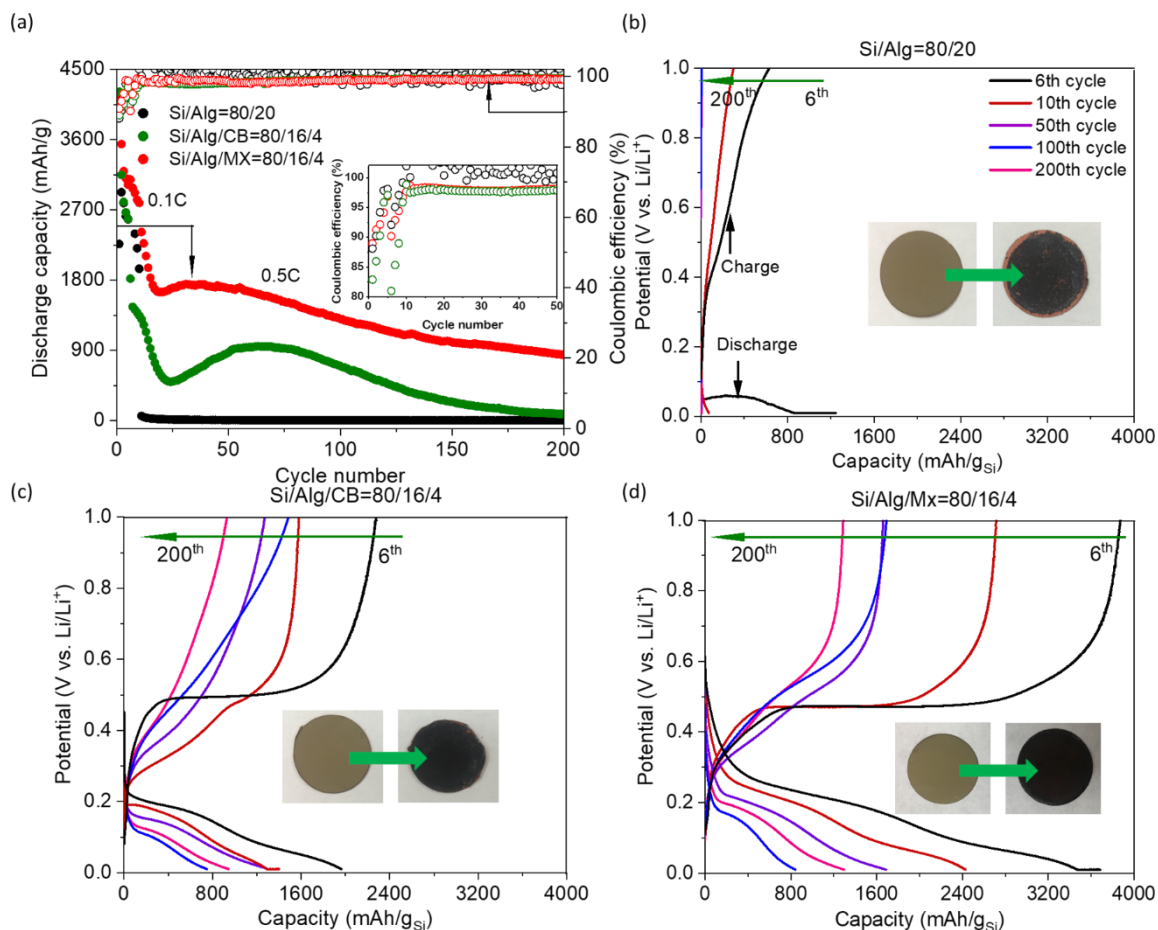 (a)
4500
3600
2700
1800
900
0
Discharge capacity (mAh/g)
Si/Alg=80/20
Si/Alg/CB=80/16/4
Si/Alg/MX=80/16/4
0.1C
0.5C
100
80
60
40
20
0
Coulombic efficiency (%)
100
95
90
85
80
Coulombic efficiency (%)
0 10 20 30 40 50
Cycle number
0 50 100 150 200
Cycle number
(b)
Si/Alg=80/20
1.0
0.8
0.6
0.4
0.2
0.0
Potential (V vs. Li/Li⁺)
200th 6th
6th cycle
10th cycle
50th cycle
100th cycle
200th cycle
Charge
Discharge
0 800 1600 2400 3200 4000
Capacity (mAh/gSi)
(c)
Si/Alg/CB=80/16/4
1.0
0.8
0.6
0.4
0.2
0.0
Potential (V vs. Li/Li⁺)
200th 6th
0 800 1600 2400 3200 4000
Capacity (mAh/gSi)
(d)
Si/Alg/Mx=80/16/4
1.0
0.8
0.6
0.4
0.2
0.0
Potential (V vs. Li/Li⁺)
200th 6th
0 800 1600 2400 3200 4000
Capacity (mAh/gSi)